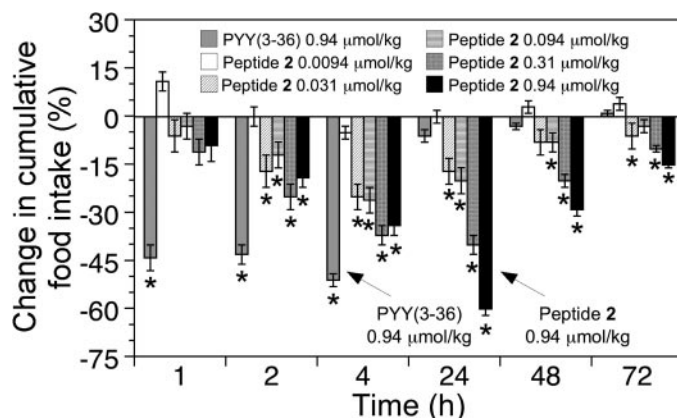 Change in cumulative
food intake (%)
30
15
0
-15
-30
-45
-60
-75
PYY(3-36) 0.94 μmol/kg
Peptide 2 0.0094 μmol/kg
Peptide 2 0.031 μmol/kg
Peptide 2 0.094 μmol/kg
Peptide 2 0.31 μmol/kg
Peptide 2 0.94 μmol/kg
* * * * * * * * * * * * * * * * * * * * *
PYY(3-36)
0.94 μmol/kg
Peptide 2
0.94 μmol/kg
1 2 4 24 48 72
Time (h)